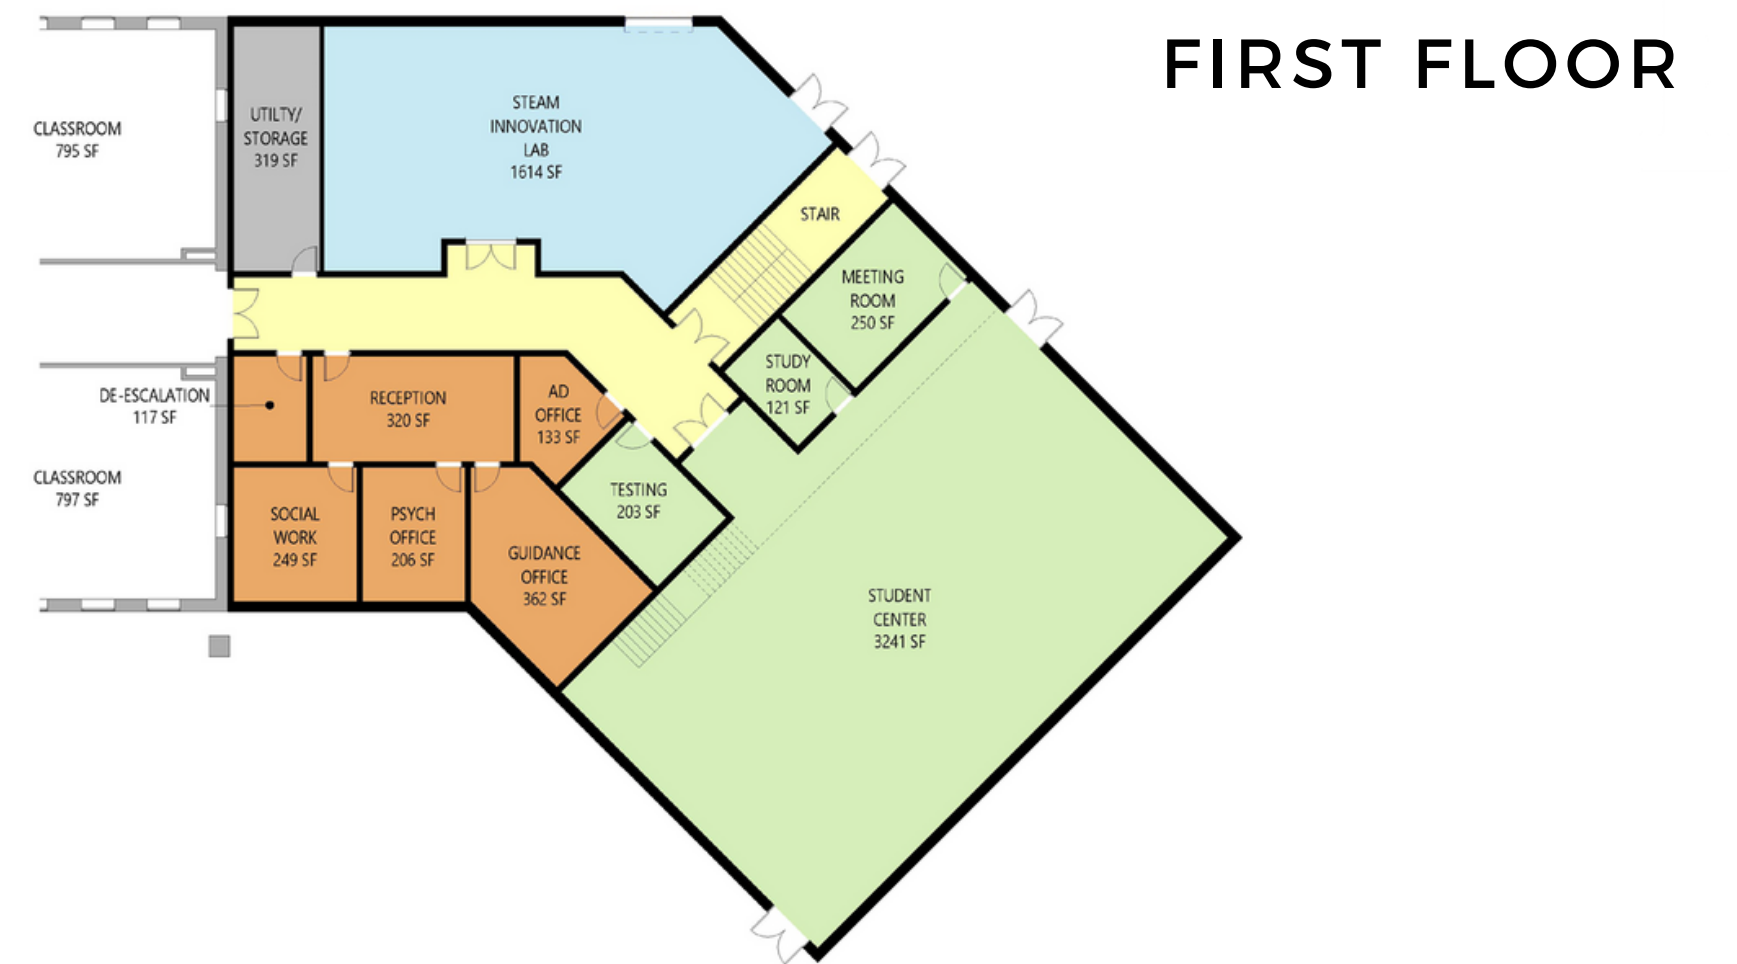 FIRST FLOOR
CLASSROOM
795 SF
UTILTY/
STORAGE
319 SF
STEAM
INNOVATION
LAB
1614 SF
STAIR
MEETING
ROOM
250 SF
STUDY
ROOM
121 SF
DE-ESCALATION
117 SF
RECEPTION
320 SF
AD
OFFICE
133 SF
CLASSROOM
797 SF
SOCIAL
WORK
249 SF
PSYCH
OFFICE
206 SF
GUIDANCE
OFFICE
362 SF
TESTING
203 SF
STUDENT
CENTER
3241 SF